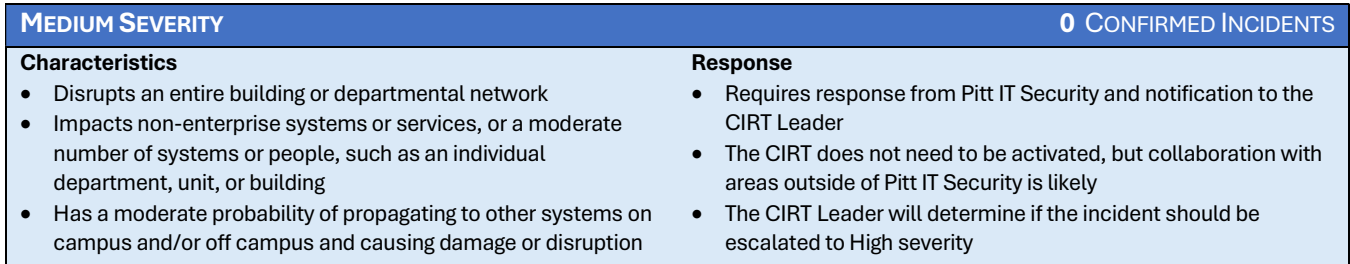 MEDIUM SEVERITY 0 CONFIRMED INCIDENTS
Characteristics
• Disrupts an entire building or departmental network
• Impacts non-enterprise systems or services, or a moderate
number of systems or people, such as an individual
department, unit, or building
• Has a moderate probability of propagating to other systems on
campus and/or off campus and causing damage or disruption
Response
• Requires response from Pitt IT Security and notification to the
CIRT Leader
• The CIRT does not need to be activated, but collaboration with
areas outside of Pitt IT Security is likely
• The CIRT Leader will determine if the incident should be
escalated to High severity